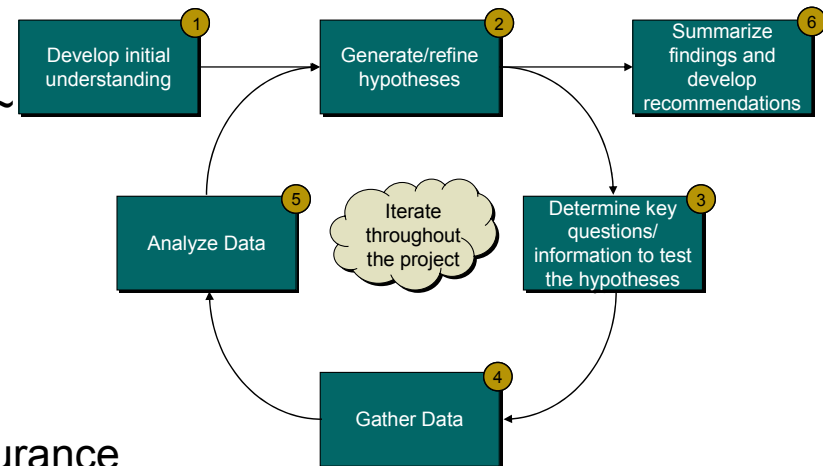 1
Develop initial
understanding
2
Generate/refine
hypotheses
6
Summarize
findings and
develop
recommendations
~
5
Analyze Data
Iterate
throughout
the project
3
Determine key
questions/
information to test
the hypotheses
4
Gather Data